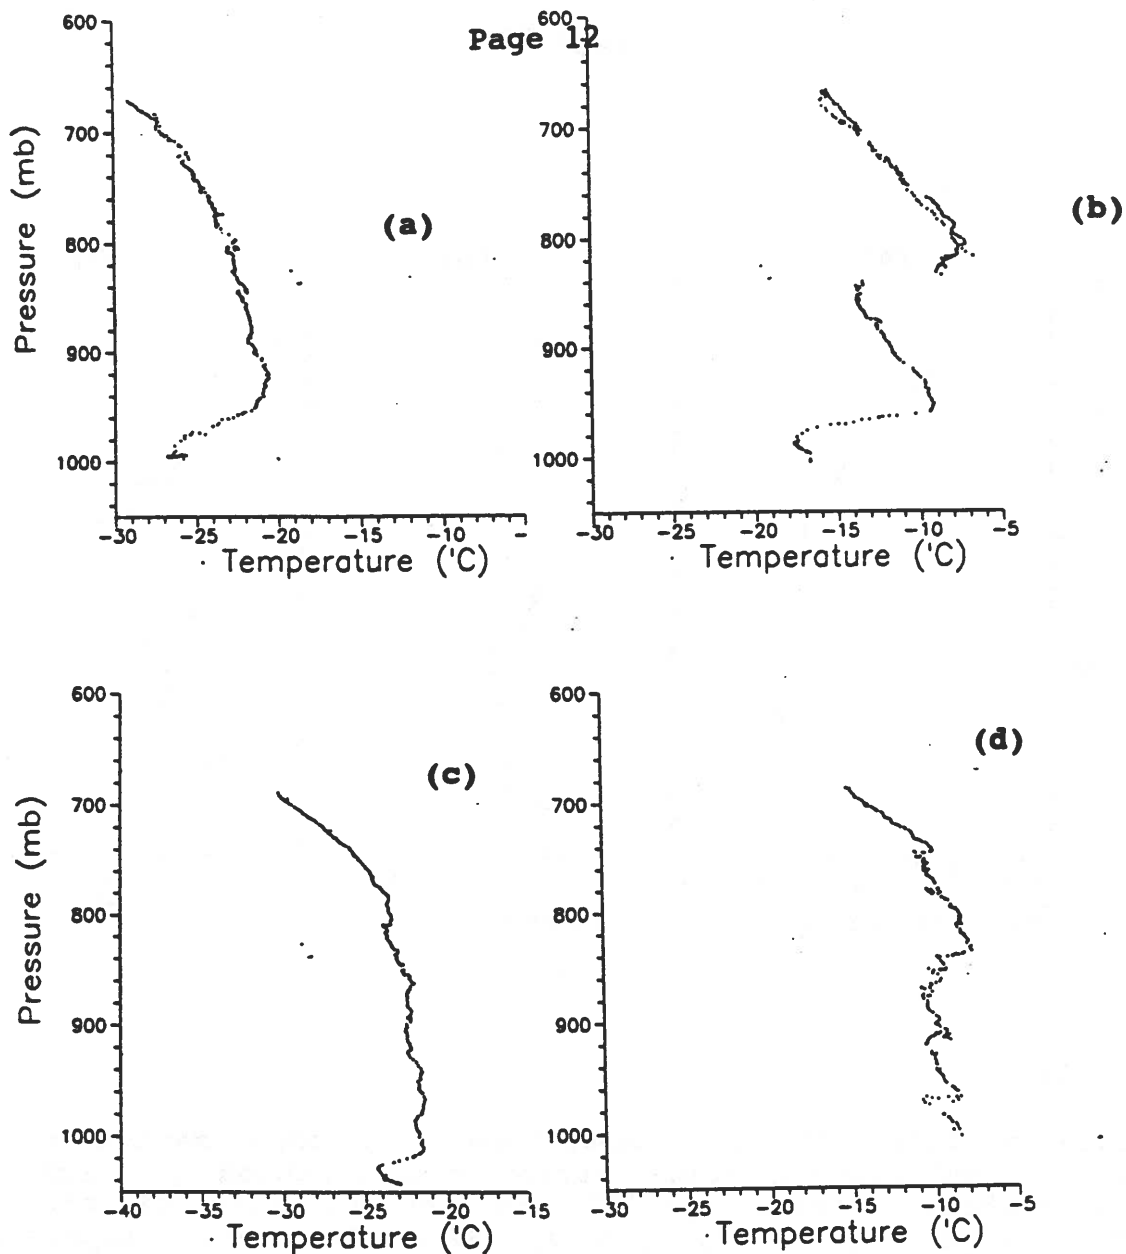 Page 12
600
700
800
900
1000
Pressure (mb)
-30 -25 -20 -15 -10 -
Temperature ('C)
(a)
600
700
800
900
1000
-30 -25 -20 -15 -10 -5
Temperature ('C)
(b)
600
700
800
900
1000
Pressure (mb)
-40 -35 -30 -25 -20 -15
Temperature ('C)
(c)
600
700
800
900
1000
-30 -25 -20 -15 -10 -5
Temperature ('C)
(d)